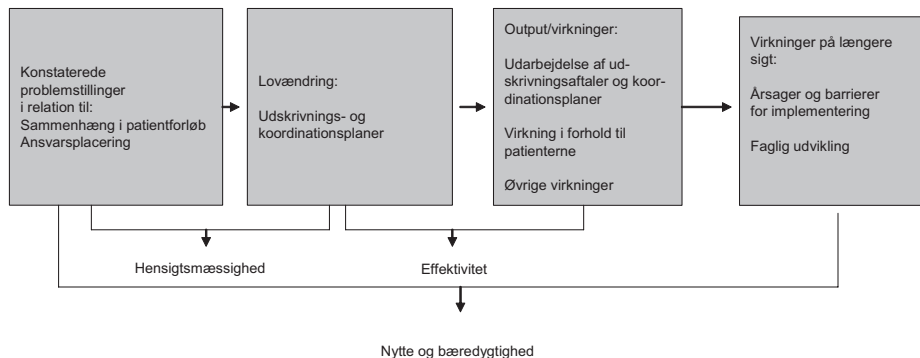 Konstaterede
problemstillinger
i relation til:
Sammenhæng i patientforløb
Ansvarsplacering
Lovændring:
Udskrivnings- og
koordinationsplaner
Output/virkninger:
Udarbejdelse af ud-
skrivningsaftaler og koor-
dinationsplaner
Virkning i forhold til
patienterne
Øvrige virkninger
Virkninger på længere
sigt:
Årsager og barrierer
for implementering
Faglig udvikling
Hensigtsmæssighed
Effektivitet
Nytte og bæredygtighed